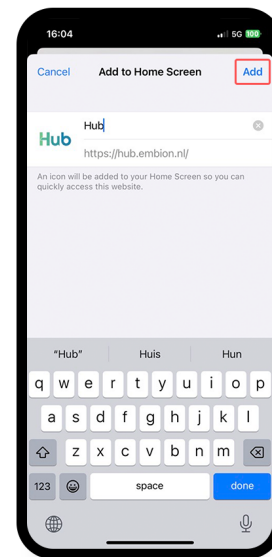 16:04 5G 100
Cancel Add to Home Screen Add
Hub
Hub
https://hub.embion.nl/
An icon will be added to your Home Screen so you can
quickly access this website.
“Hub” Huis Hun
q w e r t y u i o p
a s d f g h j k l
z x c v b n m
123 space done